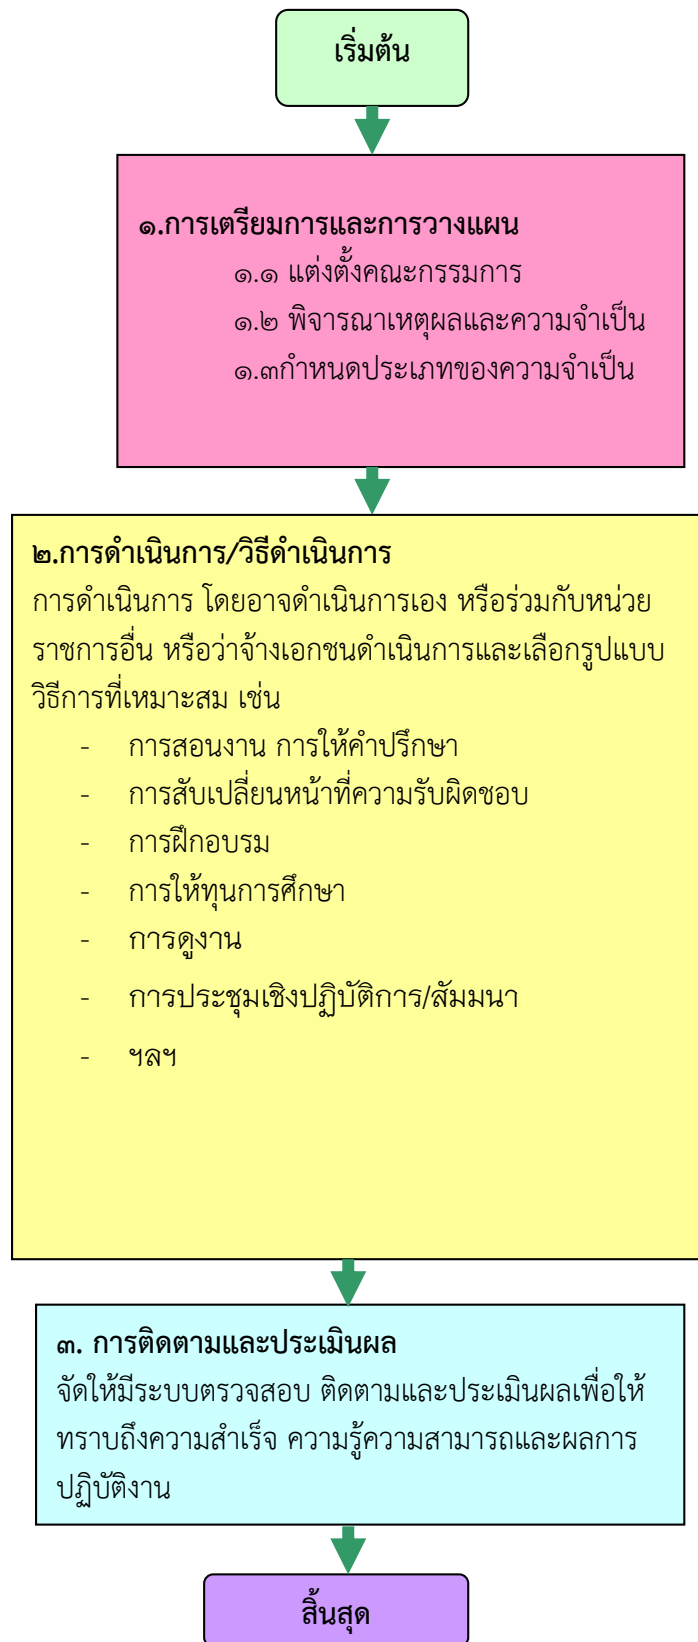 เริ่มต้น
๑.การเตรียมการและการวางแผน
๑.๑ แต่งตั้งคณะกรรมการ
๑.๒ พิจารณาเหตุผลและความจำเป็น
๑.๓กำหนดประเภทของความจำเป็น
๒.การดำเนินการ/วิธีดำเนินการ
การดำเนินการ โดยอาจดำเนินการเอง หรือร่วมกับหน่วย
ราชการอื่น หรือว่าจ้างเอกชนดำเนินการและเลือกรูปแบบ
วิธีการที่เหมาะสม เช่น
- การสอนงาน การให้คำปรึกษา
- การสับเปลี่ยนหน้าที่ความรับผิดชอบ
- การฝึกอบรม
- การให้ทุนการศึกษา
- การดูงาน
- การประชุมเชิงปฏิบัติการ/สัมมนา
- ฯลฯ
๓. การติดตามและประเมินผล
จัดให้มีระบบตรวจสอบ ติดตามและประเมินผลเพื่อให้
ทราบถึงความสำเร็จ ความรู้ความสามารถและผลการ
ปฏิบัติงาน
สิ้นสุด